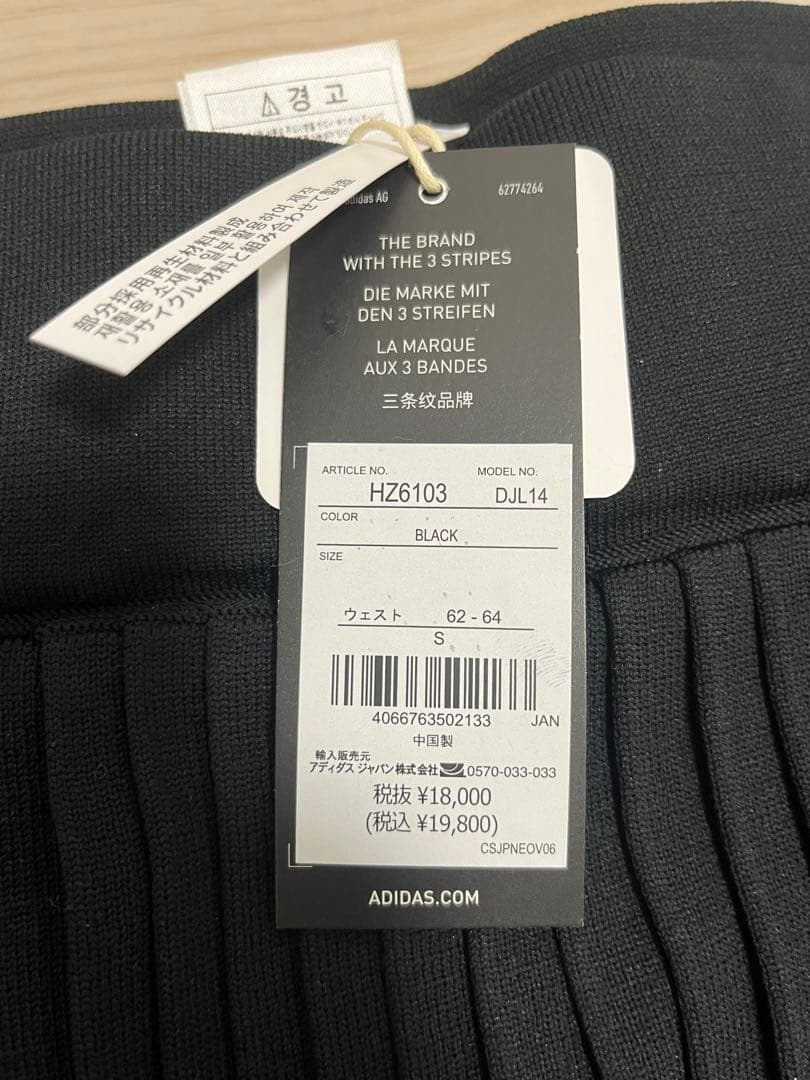 ⚠ 경고
部分採用再生材料製成
재활용 소재를 일부 활용하여 제작
リサイクル材料と組み合わせて製造
adidas AG
62774264
THE BRAND
WITH THE 3 STRIPES
DIE MARKE MIT
DEN 3 STREIFEN
LA MARQUE
AUX 3 BANDES
三条纹品牌
ARTICLE NO. MODEL NO.
HZ6103 DJL14
COLOR
BLACK
SIZE
ウェスト 62 - 64
S
4066763502133 JAN
中国製
輸入販売元
アディダス ジャパン株式会社 0570-033-033
税抜 ¥18,000
(税込 ¥19,800)
CSJPNEOV06
ADIDAS.COM